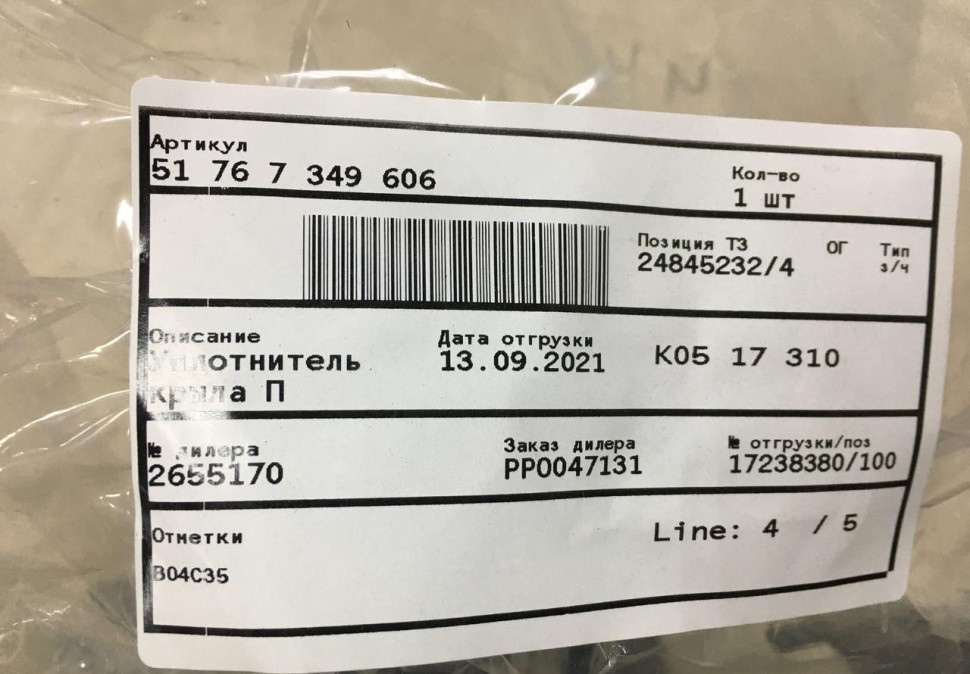 Артикул
51 76 7 349 606
Кол-во
1 шт
Позиция ТЗ
24845232/4
ОГ
Тип
з/ч
Описание
Уплотнитель
крыла П
Дата отгрузки
13.09.2021
K05 17 310
№ дилера
2655170
Заказ дилера
PP0047131
№ отгрузки/поз
17238380/100
Отметки
B04C35
Line: 4 / 5